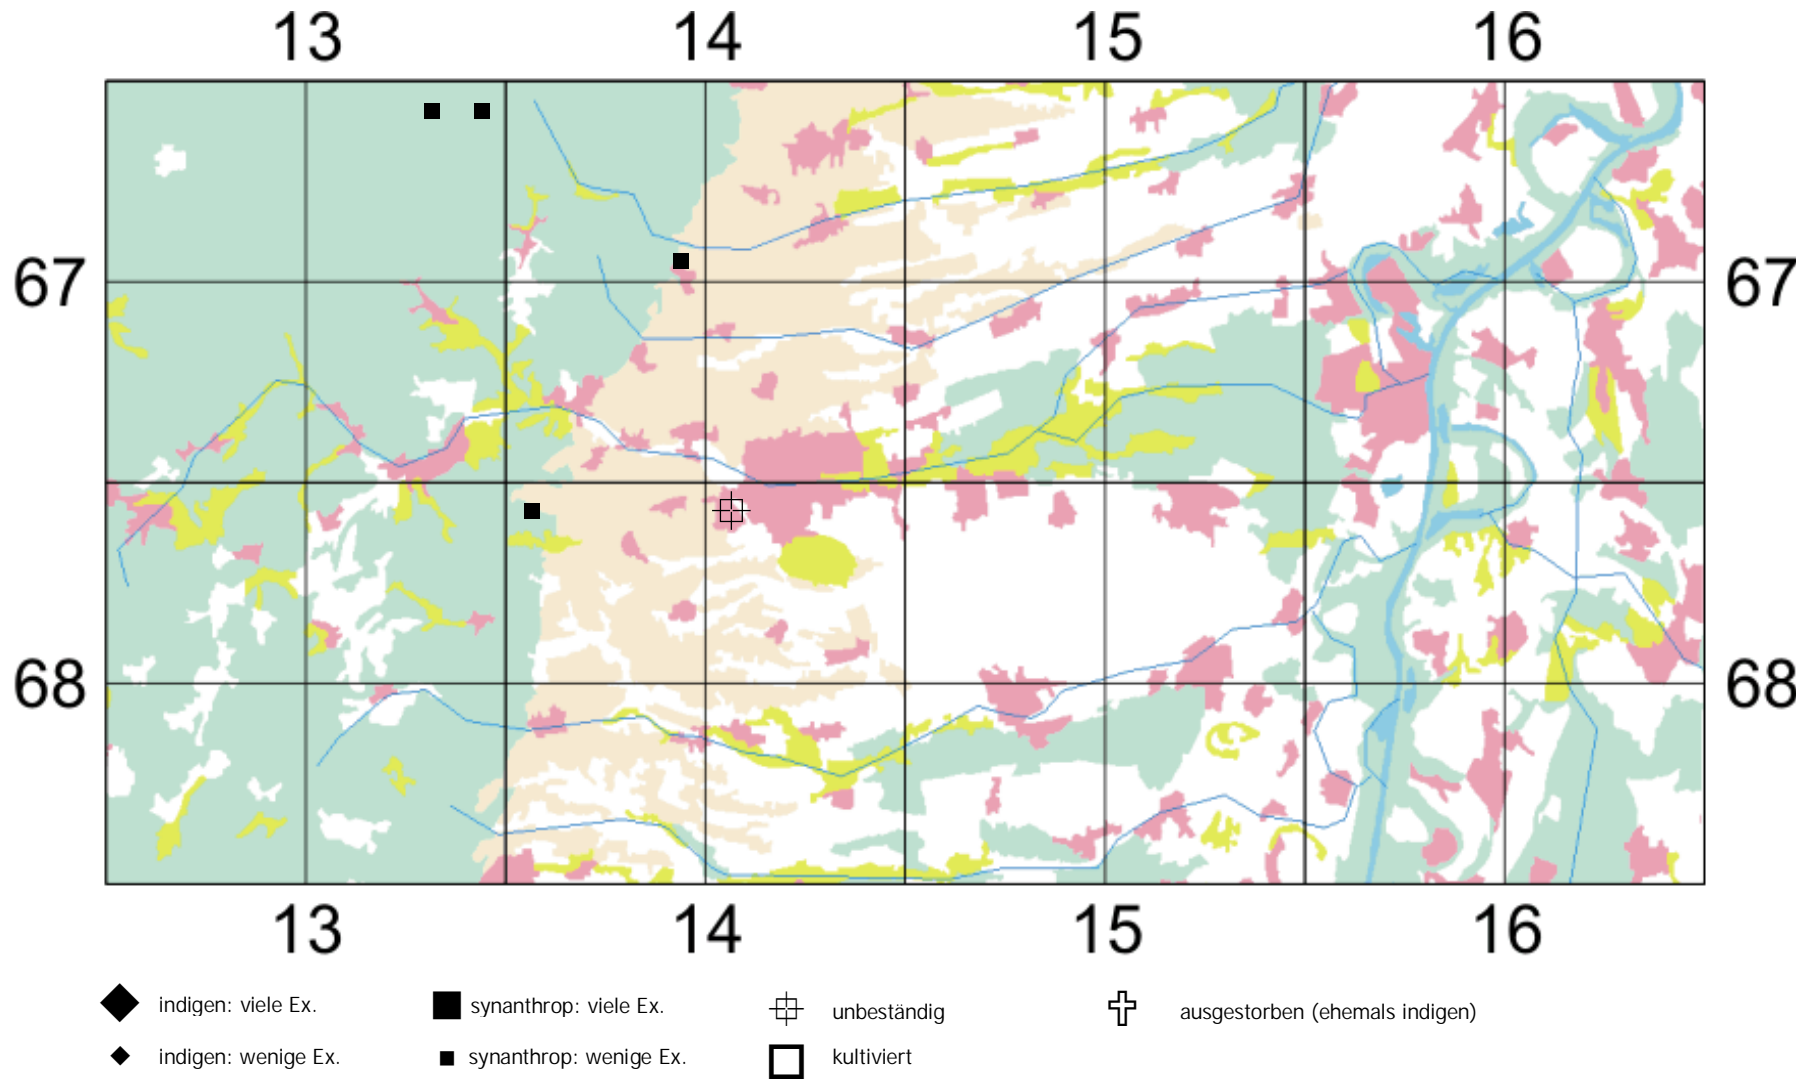 13 14 15 16
67 67
68 68
13 14 15 16
indigen: viele Ex. synanthrop: viele Ex. unbeständig ausgestorben (ehemals indigen)
indigen: wenige Ex. synanthrop: wenige Ex. kultiviert